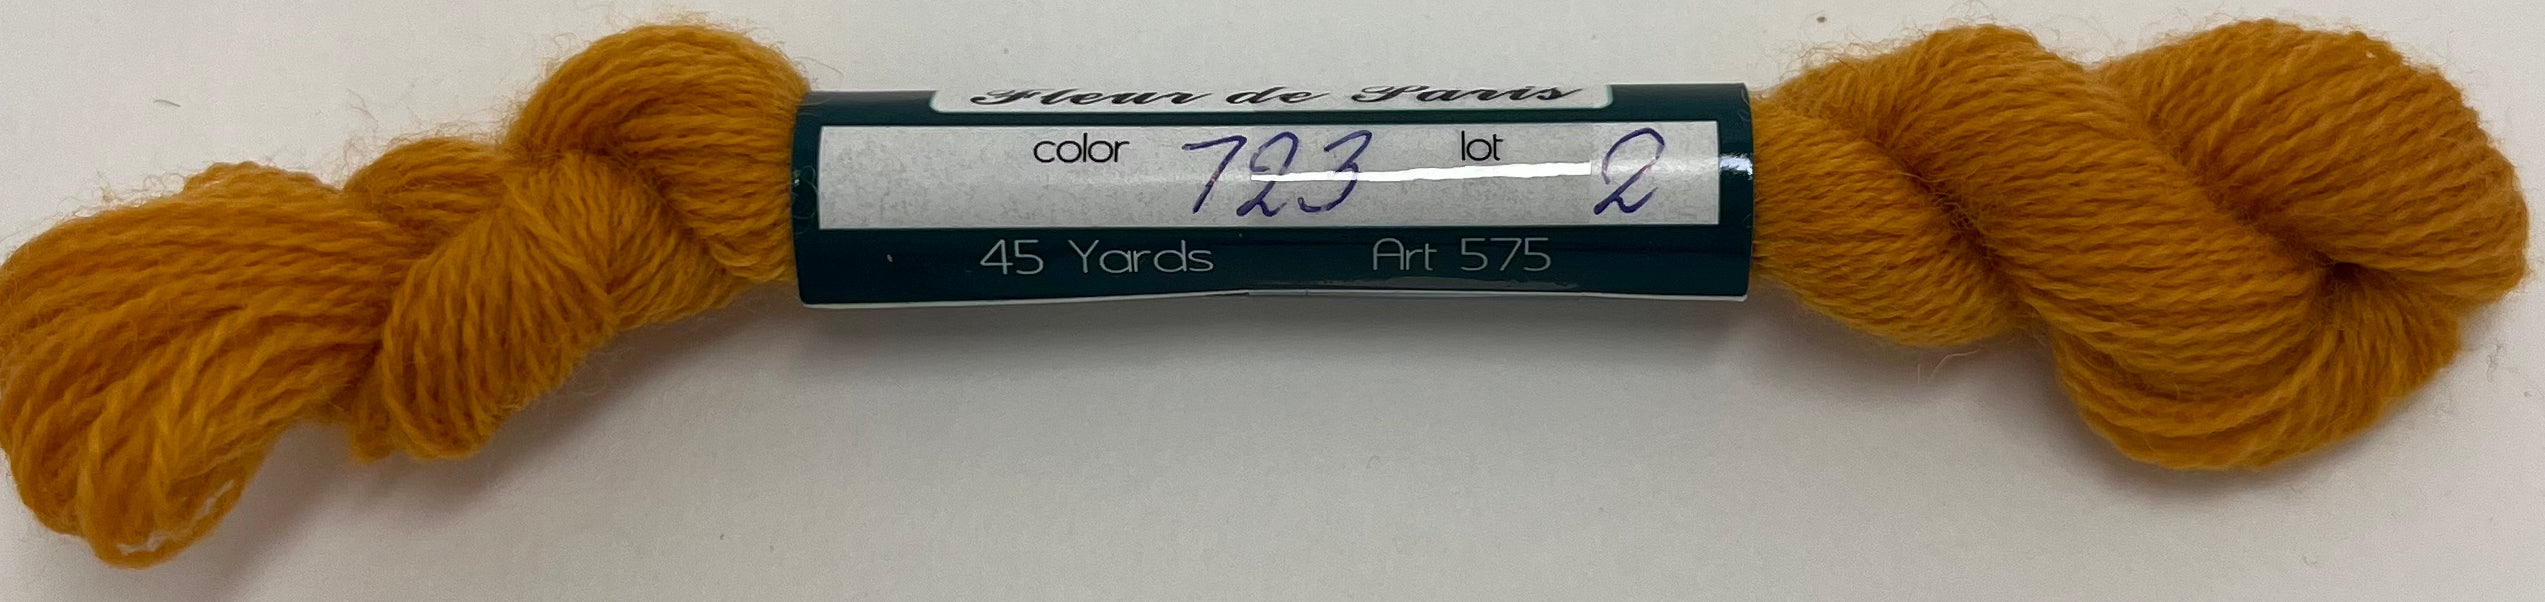 Fleur de Paris
color 723 lot 2
45 Yards Art 575